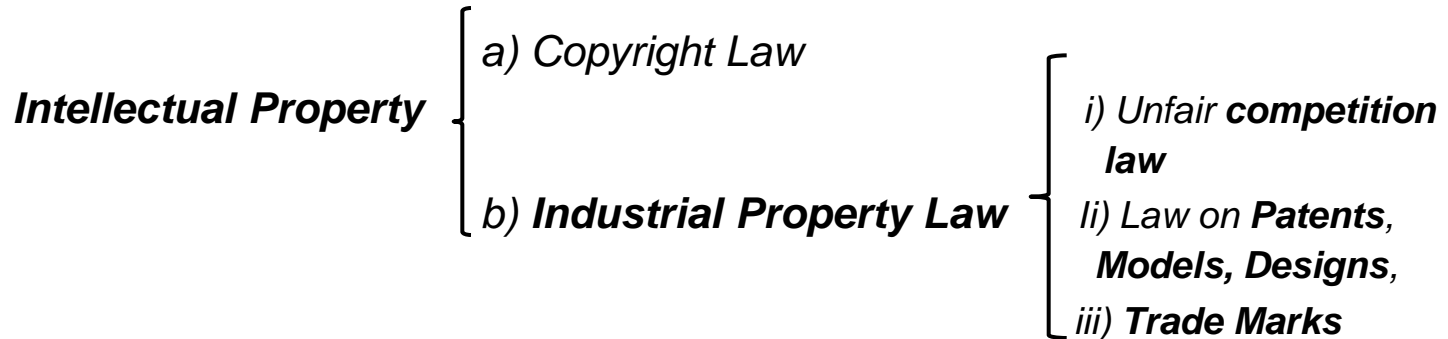 a) Copyright Law
Intellectual Property
i) Unfair competition
law
b) Industrial Property Law
Ii) Law on Patents,
Models, Designs,
iii) Trade Marks